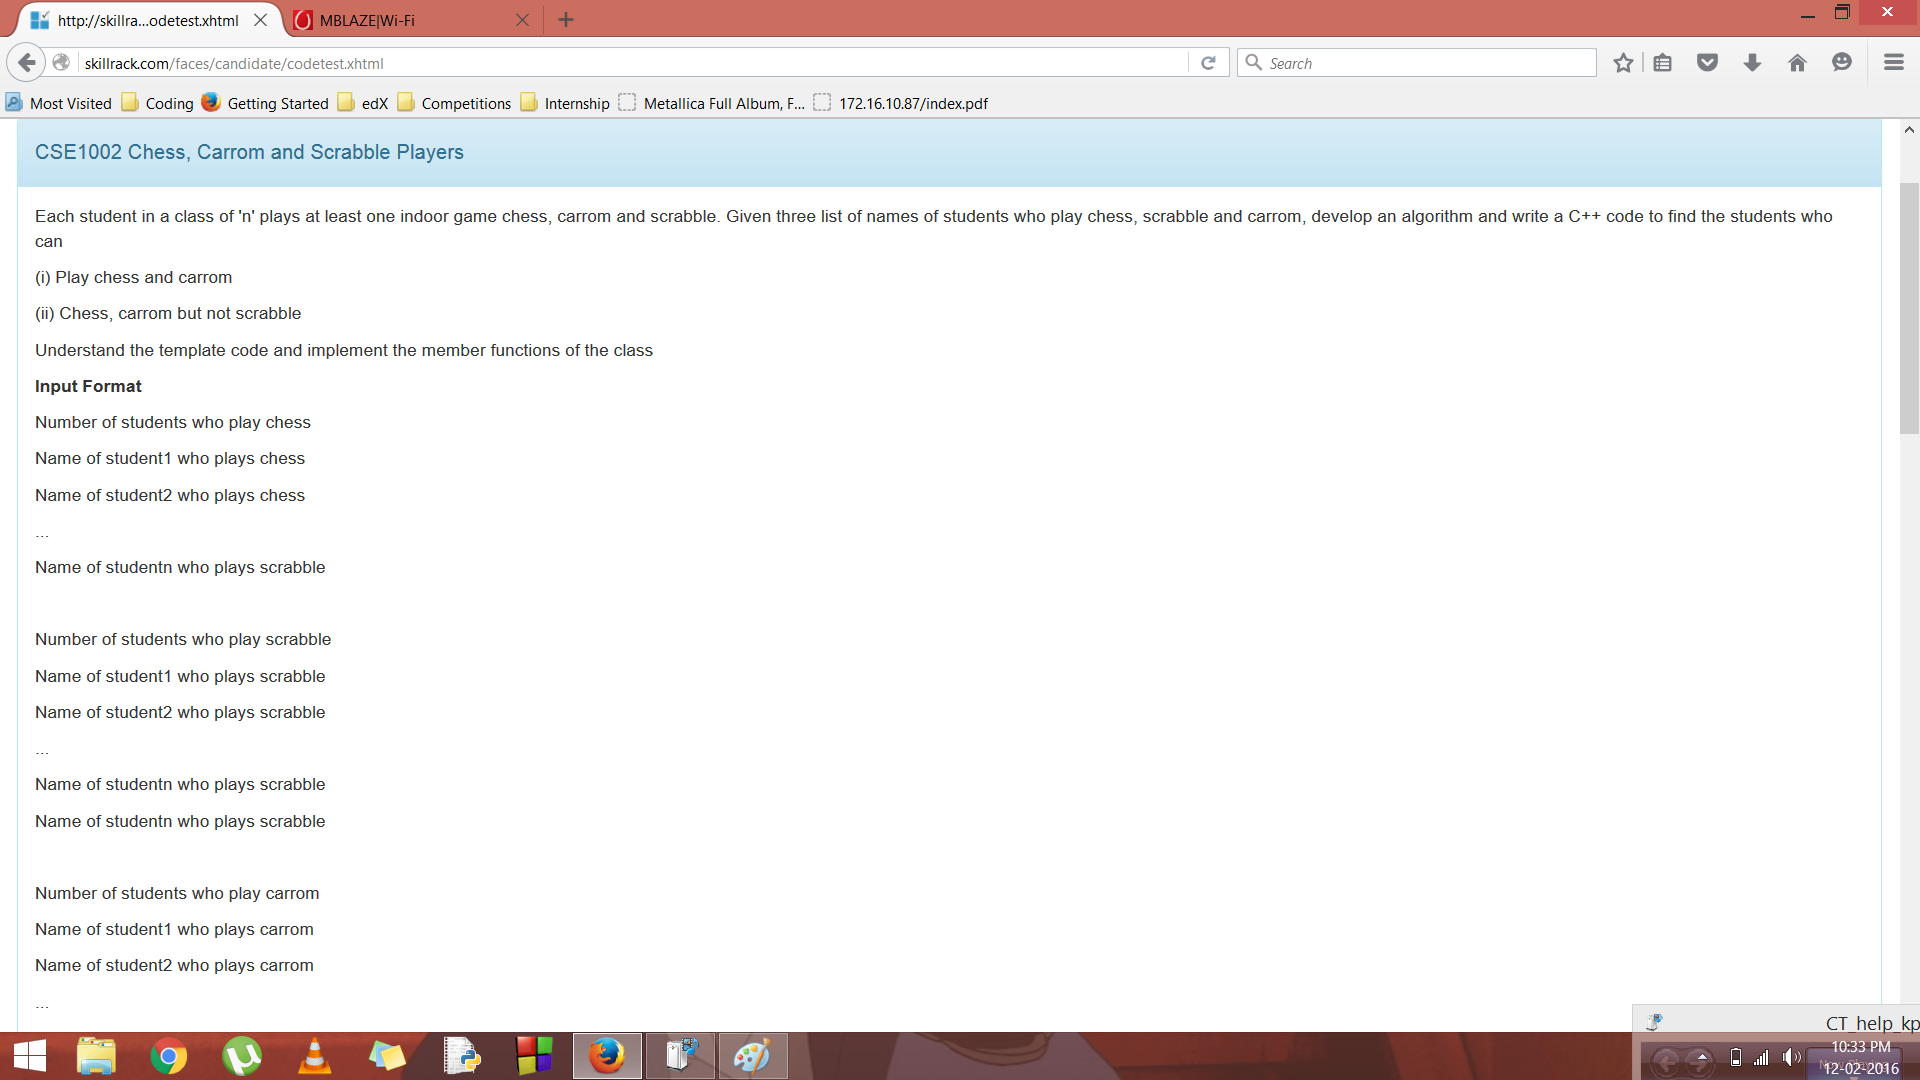 http://skillra...odetest.xhtml
MBLAZE|Wi-Fi
skillrack.com/faces/candidate/codetest.xhtml
Search
Most Visited Coding Getting Started edX Competitions Internship Metallica Full Album, F... 172.16.10.87/index.pdf
CSE1002 Chess, Carrom and Scrabble Players
Each student in a class of 'n' plays at least one indoor game chess, carrom and scrabble. Given three list of names of students who play chess, scrabble and carrom, develop an algorithm and write a C++ code to find the students who
can
(i) Play chess and carrom
(ii) Chess, carrom but not scrabble
Understand the template code and implement the member functions of the class
Input Format
Number of students who play chess
Name of student1 who plays chess
Name of student2 who plays chess
...
Name of studentn who plays scrabble
Number of students who play scrabble
Name of student1 who plays scrabble
Name of student2 who plays scrabble
...
Name of studentn who plays scrabble
Name of studentn who plays scrabble
Number of students who play carrom
Name of student1 who plays carrom
Name of student2 who plays carrom
...
CT_help_kp
10:33 PM
12-02-2016